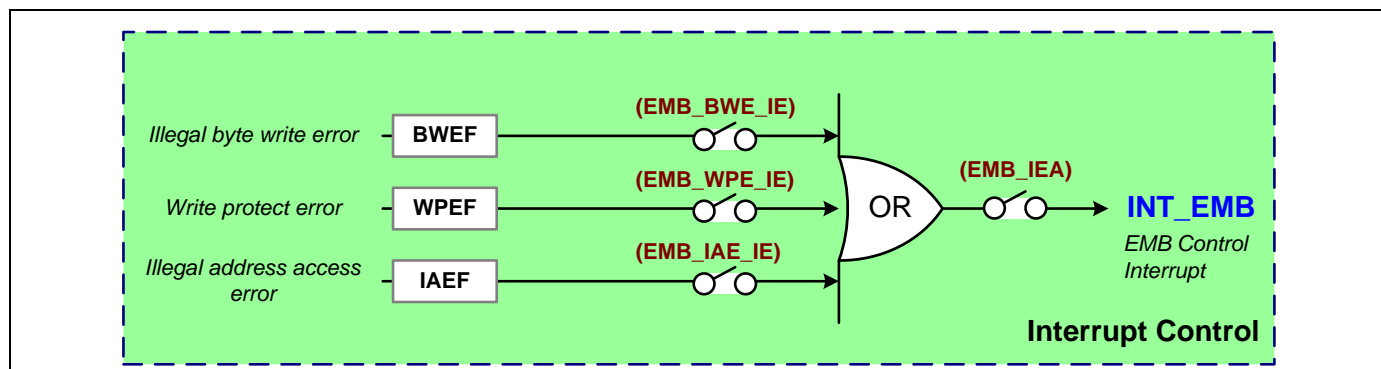 (EMB_BWE_IE)
Illegal byte write error
BWEF
(EMB_WPE_IE)
(EMB_IEA)
Write protect error
WPEF
OR
INT_EMB
EMB Control
Interrupt
(EMB_IAE_IE)
Illegal address access
error
IAEF
Interrupt Control